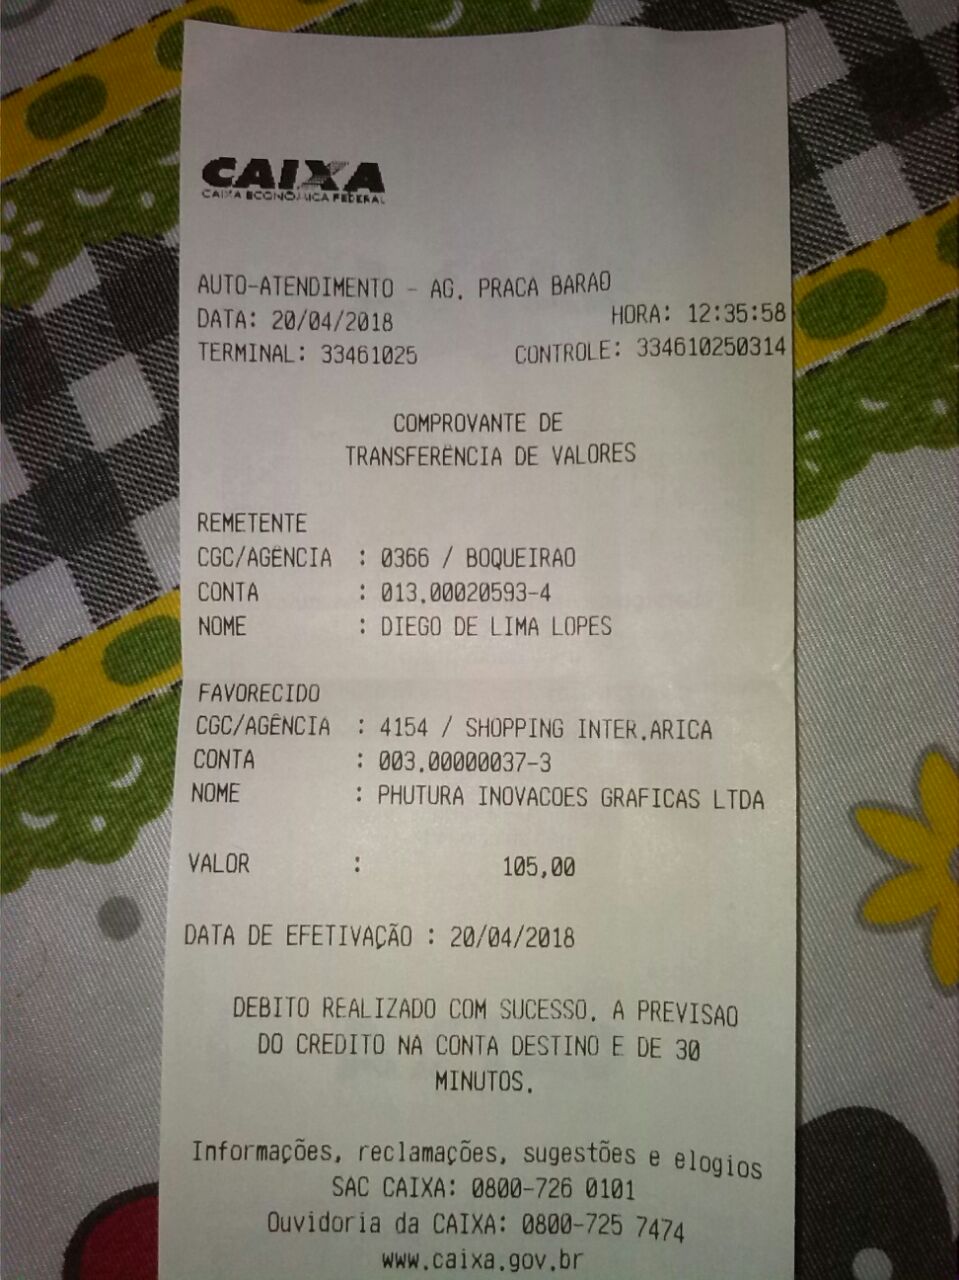 CAIXA
CAIXA ECONOMICA FEDERAL
AUTO-ATENDIMENTO - AG. PRACA BARAO
DATA: 20/04/2018 HORA: 12:35:58
TERMINAL: 33461025 CONTROLE: 334610250314
COMPROVANTE DE
TRANSFERÊNCIA DE VALORES
REMETENTE
CGC/AGÊNCIA : 0366 / BOQUEIRAO
CONTA : 013.00020593-4
NOME : DIEGO DE LIMA LOPES
FAVORECIDO
CGC/AGÊNCIA : 4154 / SHOPPING INTER.ARICA
CONTA : 003.00000037-3
NOME : PHUTURA INOVACOES GRAFICAS LTDA
VALOR : 105,00
DATA DE EFETIVAÇÃO : 20/04/2018
DEBITO REALIZADO COM SUCESSO. A PREVISAO
DO CREDITO NA CONTA DESTINO E DE 30
MINUTOS.
Informações, reclamações, sugestões e elogios
SAC CAIXA: 0800-726 0101
Ouvidoria da CAIXA: 0800-725 7474
www.caixa.gov.br